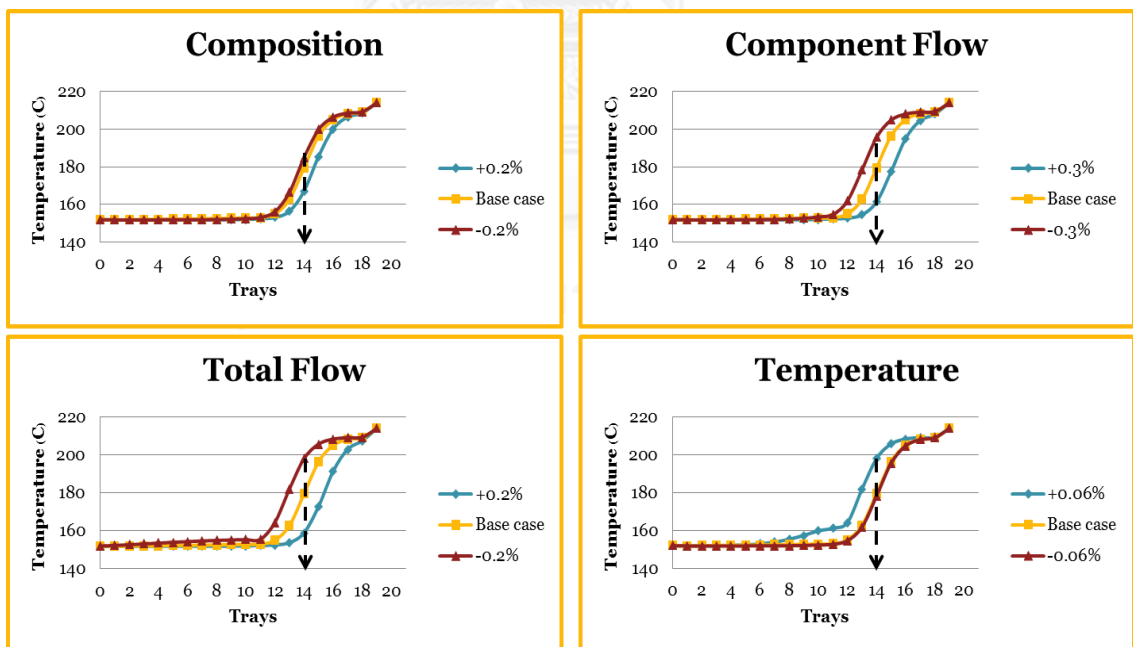 Composition
Temperature (C)
220
200
180
160
140
0 2 4 6 8 10 12 14 16 18 20
Trays
+0.2%
Base case
-0.2%
Component Flow
Temperature (C)
220
200
180
160
140
0 2 4 6 8 10 12 14 16 18 20
Trays
+0.3%
Base case
-0.3%
Total Flow
Temperature (C)
220
200
180
160
140
0 2 4 6 8 10 12 14 16 18 20
Trays
+0.2%
Base case
-0.2%
Temperature
Temperature (C)
220
200
180
160
140
0 2 4 6 8 10 12 14 16 18 20
Trays
+0.06%
Base case
-0.06%